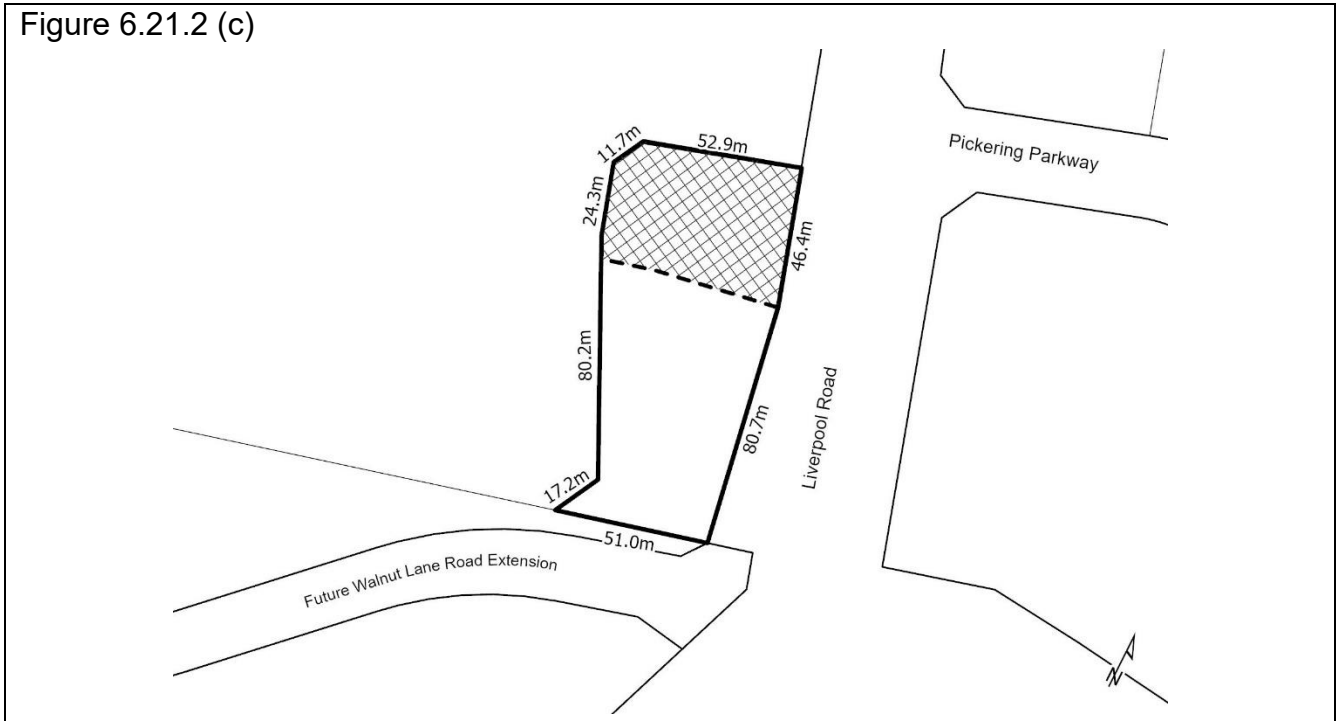 Figure 6.21.2 (c)
Pickering Parkway
11.7m
52.9m
24.3m
46.4m
80.2m
Liverpool Road
80.7m
17.2m
51.0m
Future Walnut Lane Road Extension
N